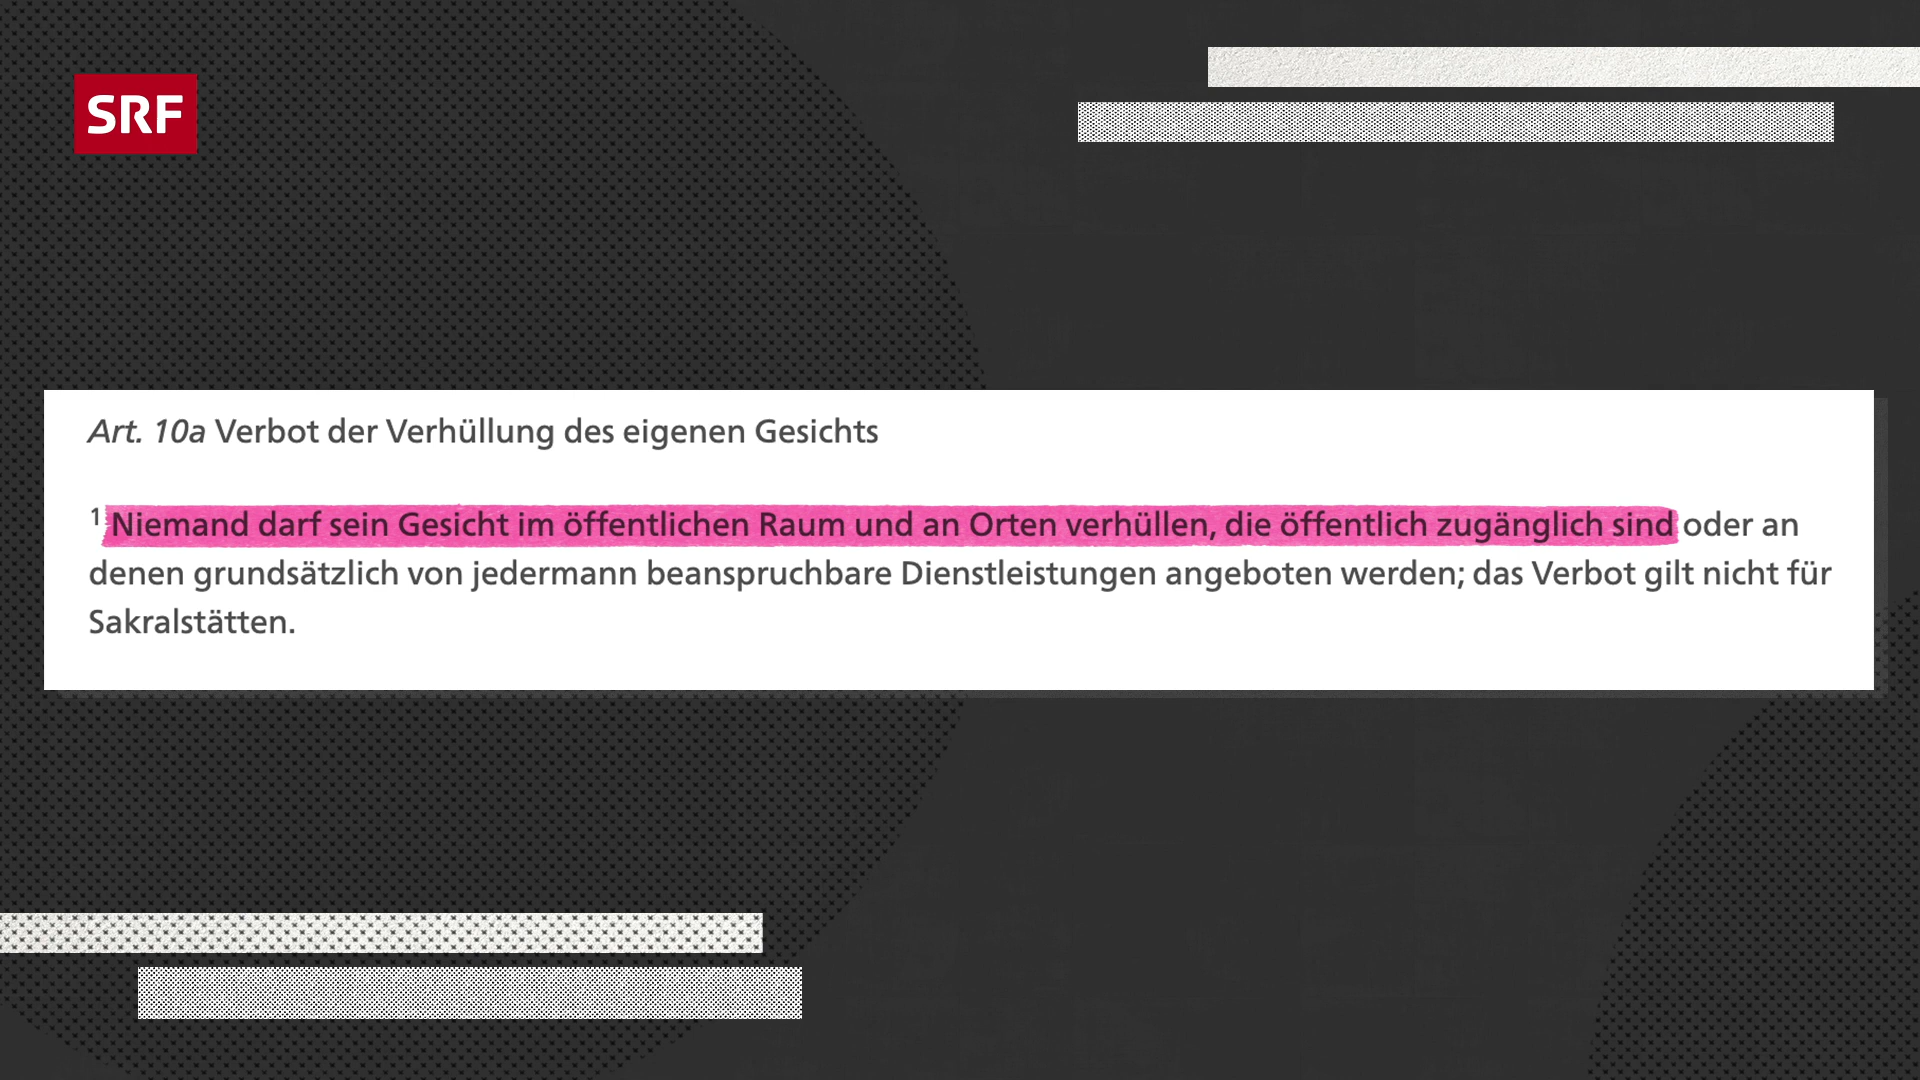 SRF
Art. 10a Verbot der Verhüllung des eigenen Gesichts
1 Niemand darf sein Gesicht im öffentlichen Raum und an Orten verhüllen, die öffentlich zugänglich sind oder an
denen grundsätzlich von jedermann beanspruchbare Dienstleistungen angeboten werden; das Verbot gilt nicht für
Sakralstätten.